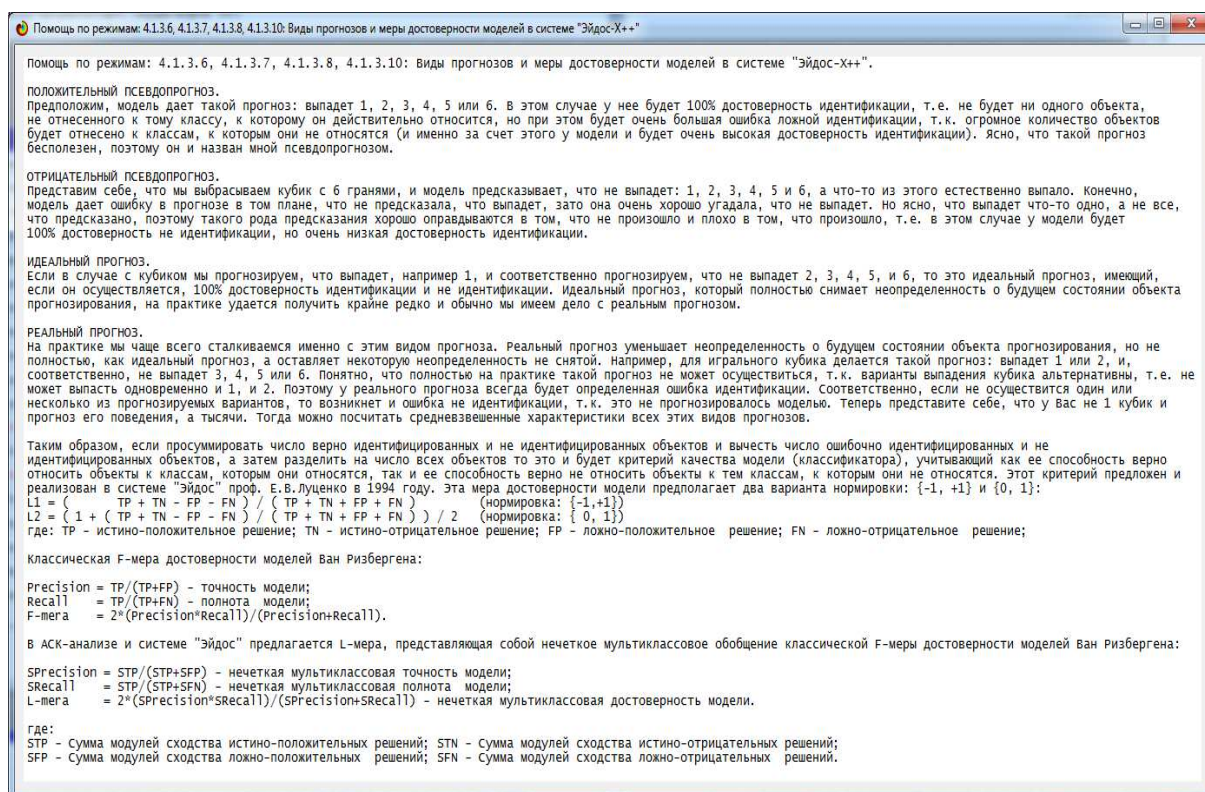 Помощь по режимам: 4.1.3.6, 4.1.3.7, 4.1.3.8, 4.1.3.10: Виды прогнозов и меры достоверности моделей в системе "Эйдос-X++"
Помощь по режимам: 4.1.3.6, 4.1.3.7, 4.1.3.8, 4.1.3.10: Виды прогнозов и меры достоверности моделей в системе "Эйдос-X++".
ПОЛОЖИТЕЛЬНЫЙ ПСЕВДОПРОГНОЗ.
Предположим, модель дает такой прогноз: выпадет 1, 2, 3, 4, 5 или 6. В этом случае у нее будет 100% достоверность идентификации, т.е. не будет ни одного объекта,
не отнесенного к тому классу, к которому он действительно относится, но при этом будет очень большая ошибка ложной идентификации, т.к. огромное количество объектов
будет отнесено к классам, к которым они не относятся (и именно за счет этого у модели и будет очень высокая достоверность идентификации). Ясно, что такой прогноз
бесполезен, поэтому он и назван мной псевдопрогнозом.
ОТРИЦАТЕЛЬНЫЙ ПСЕВДОПРОГНОЗ.
Представим себе, что мы выбрасываем кубик с 6 гранями, и модель предсказывает, что не выпадет: 1, 2, 3, 4, 5 и 6, а что-то из этого естественно выпало. Конечно,
модель дает ошибку в прогнозе в том плане, что не предсказала, что выпадет, зато она очень хорошо угадала, что не выпадет. Но ясно, что выпадет что-то одно, а не все,
что предсказано, поэтому такого рода предсказания хорошо оправдываются в том, что не произошло и плохо в том, что произошло, т.е. в этом случае у модели будет
100% достоверность не идентификации, но очень низкая достоверность идентификации.
ИДЕАЛЬНЫЙ ПРОГНОЗ.
Если в случае с кубиком мы прогнозируем, что выпадет, например 1, и соответственно прогнозируем, что не выпадет 2, 3, 4, 5, и 6, то это идеальный прогноз, имеющий,
если он осуществляется, 100% достоверность идентификации и не идентификации. Идеальный прогноз, который полностью снимает неопределенность о будущем состоянии объекта
прогнозирования, на практике удается получить крайне редко и обычно мы имеем дело с реальным прогнозом.
РЕАЛЬНЫЙ ПРОГНОЗ.
На практике мы чаще всего сталкиваемся именно с этим видом прогноза. Реальный прогноз уменьшает неопределенность о будущем состоянии объекта прогнозирования, но не
полностью, как идеальный прогноз, а оставляет некоторую неопределенность не снятой. Например, для игрального кубика делается такой прогноз: выпадет 1 или 2, и,
соответственно, не выпадет 3, 4, 5 или 6. Понятно, что полностью на практике такой прогноз не может осуществиться, т.к. варианты выпадения кубика альтернативны, т.е. не
может выпасть одновременно и 1, и 2. Поэтому у реального прогноза всегда будет определенная ошибка идентификации. Соответственно, если не осуществится один или
несколько из прогнозируемых вариантов, то возникнет и ошибка не идентификации, т.к. это не прогнозировалось моделью. Теперь представите себе, что у Вас не 1 кубик и
прогноз его поведения, а тысячи. Тогда можно посчитать средневзвешенные характеристики всех этих видов прогнозов.
Таким образом, если просуммировать число верно идентифицированных и не идентифицированных объектов и вычесть число ошибочно идентифицированных и не
идентифицированных объектов, а затем разделить на число всех объектов то это и будет критерий качества модели (классификатора), учитывающий как ее способность верно
относить объекты к классам, которым они относятся, так и ее способность верно не относить объекты к тем классам, к которым они не относятся. Этот критерий предложен и
реализован в системе "Эйдос" проф. Е.В.Луценко в 1994 году. Эта мера достоверности модели предполагает два варианта нормировки: {-1, +1} и {0, 1}:
L1 = ( TP + TN - FP - FN ) / ( TP + TN + FP + FN ) (нормировка: {-1,+1})
L2 = ( 1 + ( TP + TN - FP - FN ) / ( TP + TN + FP + FN ) ) / 2 (нормировка: { 0, 1})
где: TP - истино-положительное решение; TN - истино-отрицательное решение; FP - ложно-положительное решение; FN - ложно-отрицательное решение;
Классическая F-мера достоверности моделей Ван Ризбергена:
Precision = TP/(TP+FP) - точность модели;
Recall = TP/(TP+FN) - полнота модели;
F-mera = 2*(Precision*Recall)/(Precision+Recall).
В АСК-анализе и системе "Эйдос" предлагается L-мера, представляющая собой нечеткое мультиклассовое обобщение классической F-меры достоверности моделей Ван Ризбергена:
SPrecision = STP/(STP+SFP) - нечеткая мультиклассовая точность модели;
SRecall = STP/(STP+SFN) - нечеткая мультиклассовая полнота модели;
L-mera = 2*(SPrecision*SRecall)/(SPrecision+SRecall) - нечеткая мультиклассовая достоверность модели.
где:
STP - Сумма модулей сходства истино-положительных решений; STN - Сумма модулей сходства истино-отрицательных решений;
SFP - Сумма модулей сходства ложно-положительных решений; SFN - Сумма модулей сходства ложно-отрицательных решений.